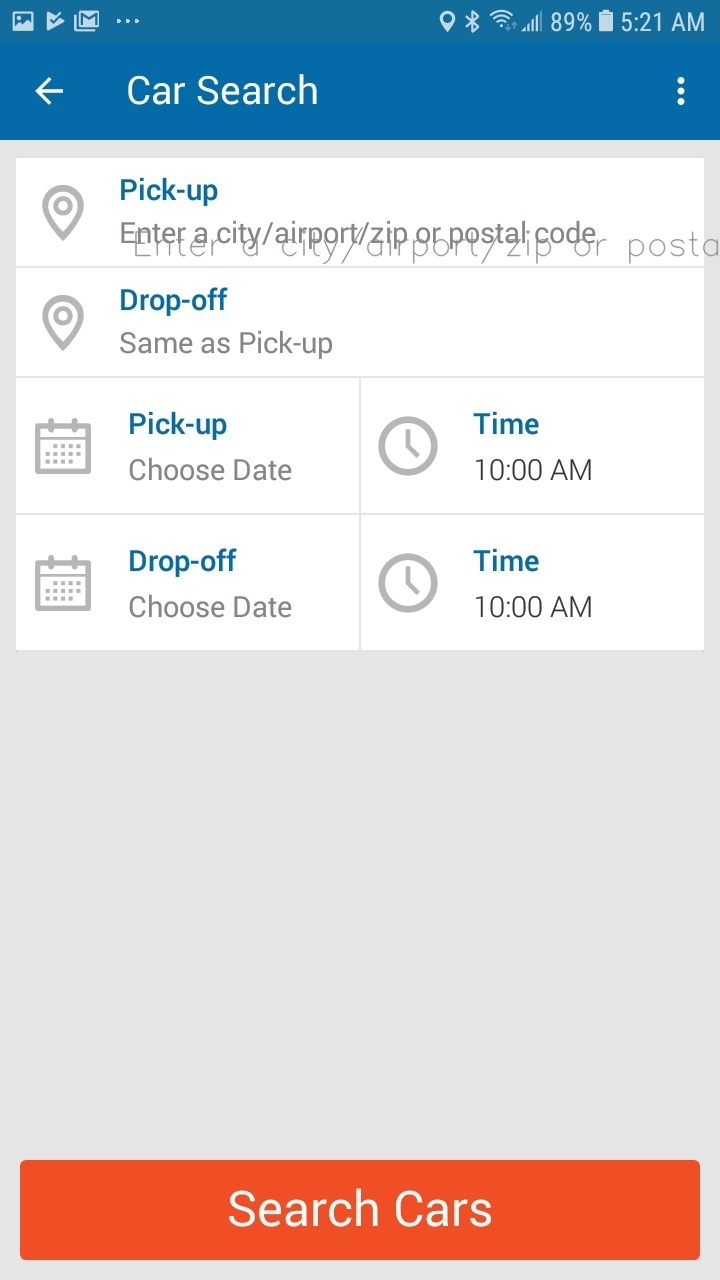 89% 5:21 AM
Car Search
Pick-up
Enter a city/airport/zip or postal code
Enter a city/airport/zip or posta
Drop-off
Same as Pick-up
Pick-up Time
Choose Date 10:00 AM
Drop-off Time
Choose Date 10:00 AM
Search Cars